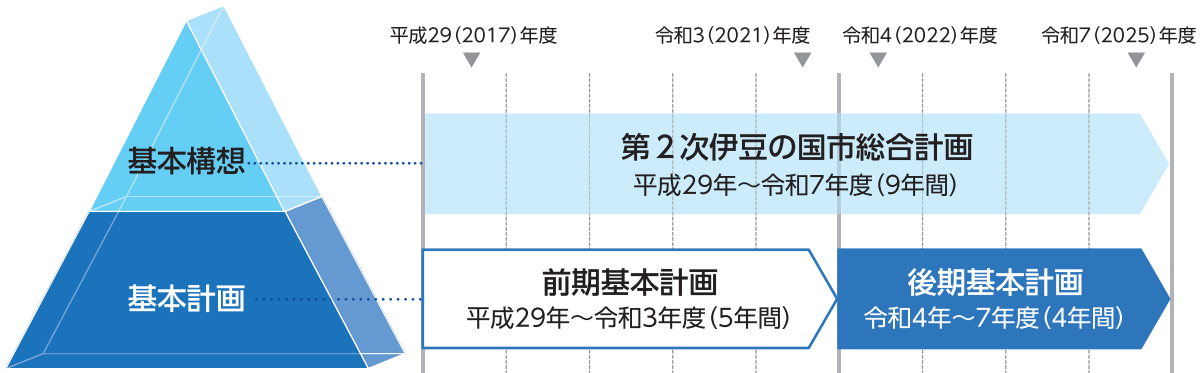 平成29（2017）年度
令和3（2021）年度
令和4（2022）年度
令和7（2025）年度
基本構想
第２次伊豆の国市総合計画
平成29年～令和7年度（9年間）
基本計画
前期基本計画
平成29年～令和3年度（5年間）
後期基本計画
令和4年～7年度（4年間）